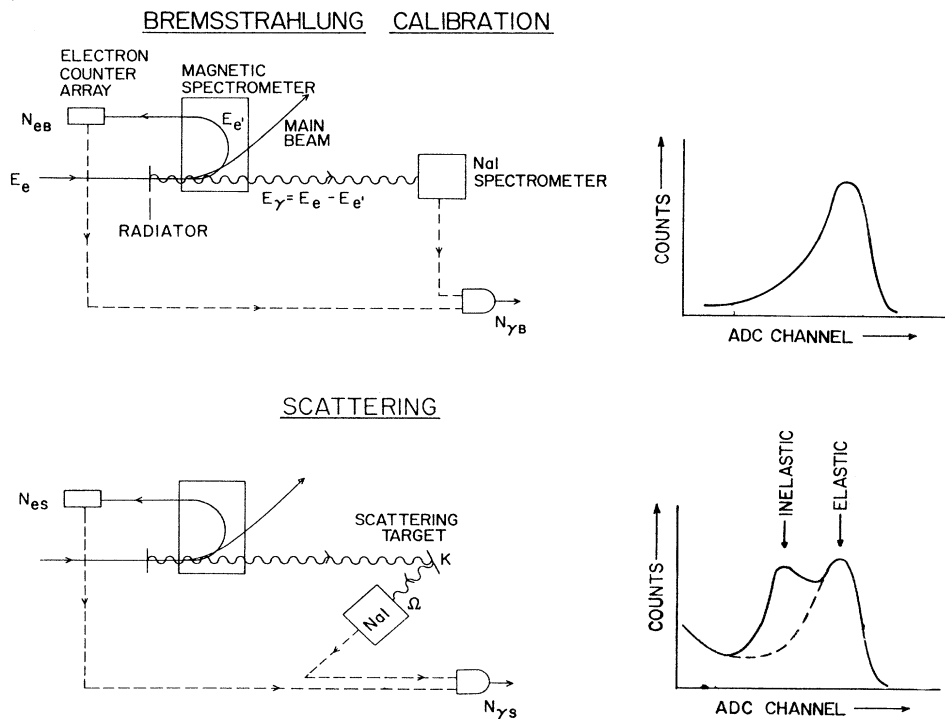 BREMSSTRAHLUNG CALIBRATION
ELECTRON
COUNTER
ARRAY
MAGNETIC
SPECTROMETER
N_eB
E_e'
MAIN
BEAM
NaI
SPECTROMETER
E_e
E_γ = E_e - E_e'
RADIATOR
N_γB
COUNTS
ADC CHANNEL
SCATTERING
N_eS
SCATTERING
TARGET
K
Ω
NaI
N_γS
INELASTIC
ELASTIC
COUNTS
ADC CHANNEL